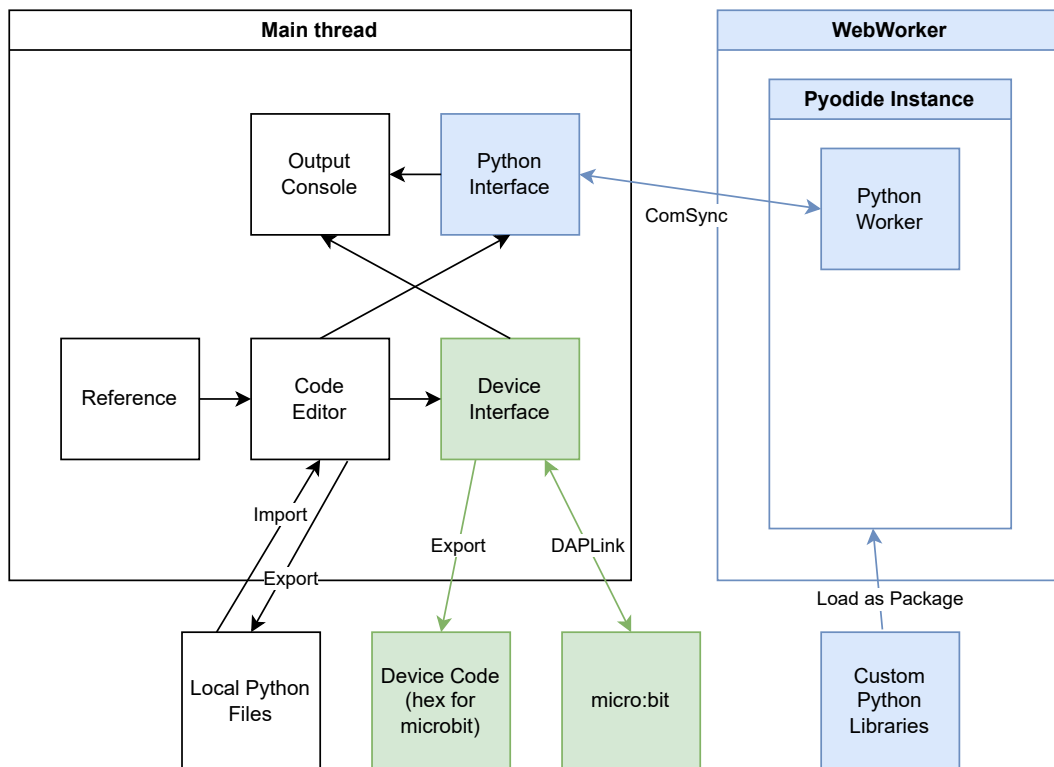 Main thread
WebWorker
Pyodide Instance
Output
Console
Python
Interface
Python
Worker
ComSync
Reference
Code
Editor
Device
Interface
Import
Export
Export
DAPLink
Load as Package
Local Python
Files
Device Code
(hex for
microbit)
micro:bit
Custom
Python
Libraries